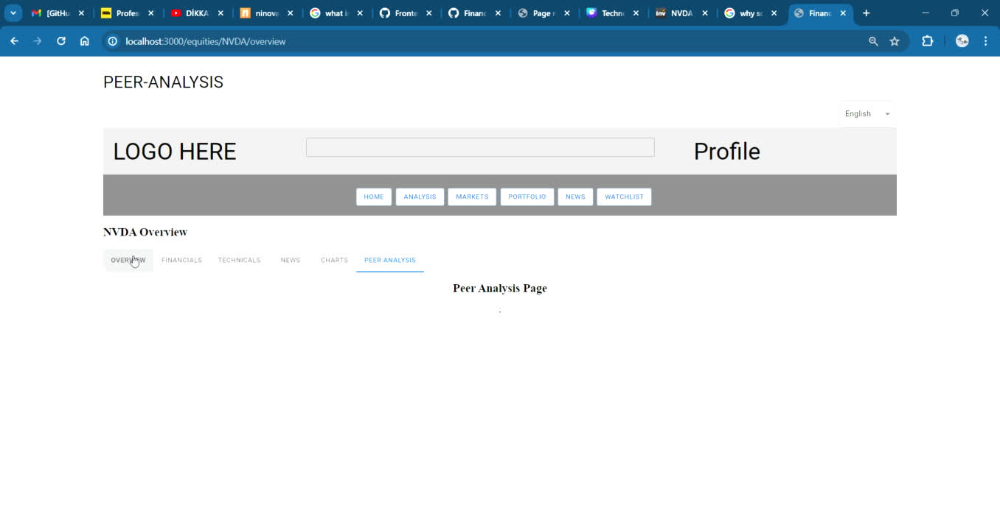 [GitHu
Profes
DİKKA
ninova
what i
Fronte
Financ
Page r
Techn
inv NVDA
why s
Financ
localhost:3000/equities/NVDA/overview
PEER-ANALYSIS
English
LOGO HERE
Profile
HOME ANALYSIS MARKETS PORTFOLIO NEWS WATCHLIST
NVDA Overview
OVERVIEW FINANCIALS TECHNICALS NEWS CHARTS PEER ANALYSIS
Peer Analysis Page
;